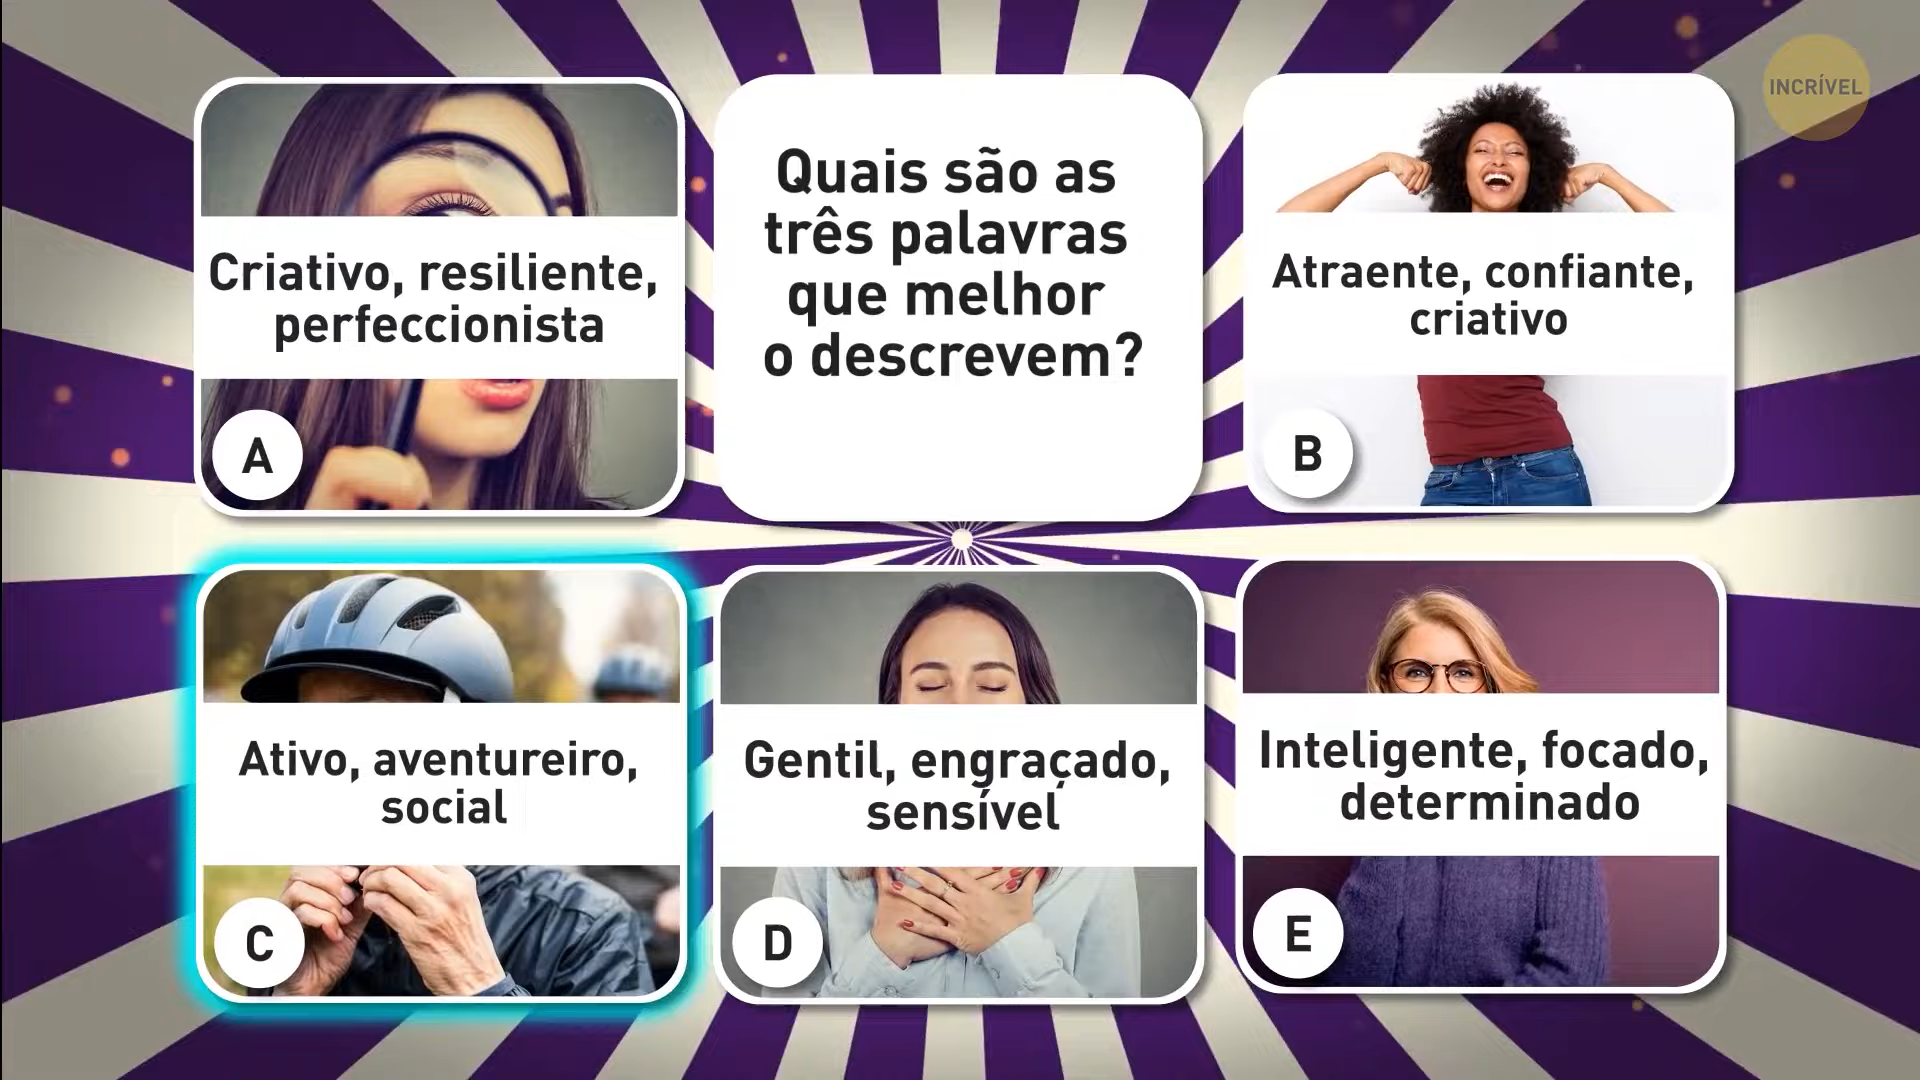 INCRÍVEL
Criativo, resiliente,
perfeccionista
A
Quais são as
três palavras
que melhor
o descrevem?
Atraente, confiante,
criativo
B
Ativo, aventureiro,
social
C
Gentil, engraçado,
sensível
D
Inteligente, focado,
determinado
E